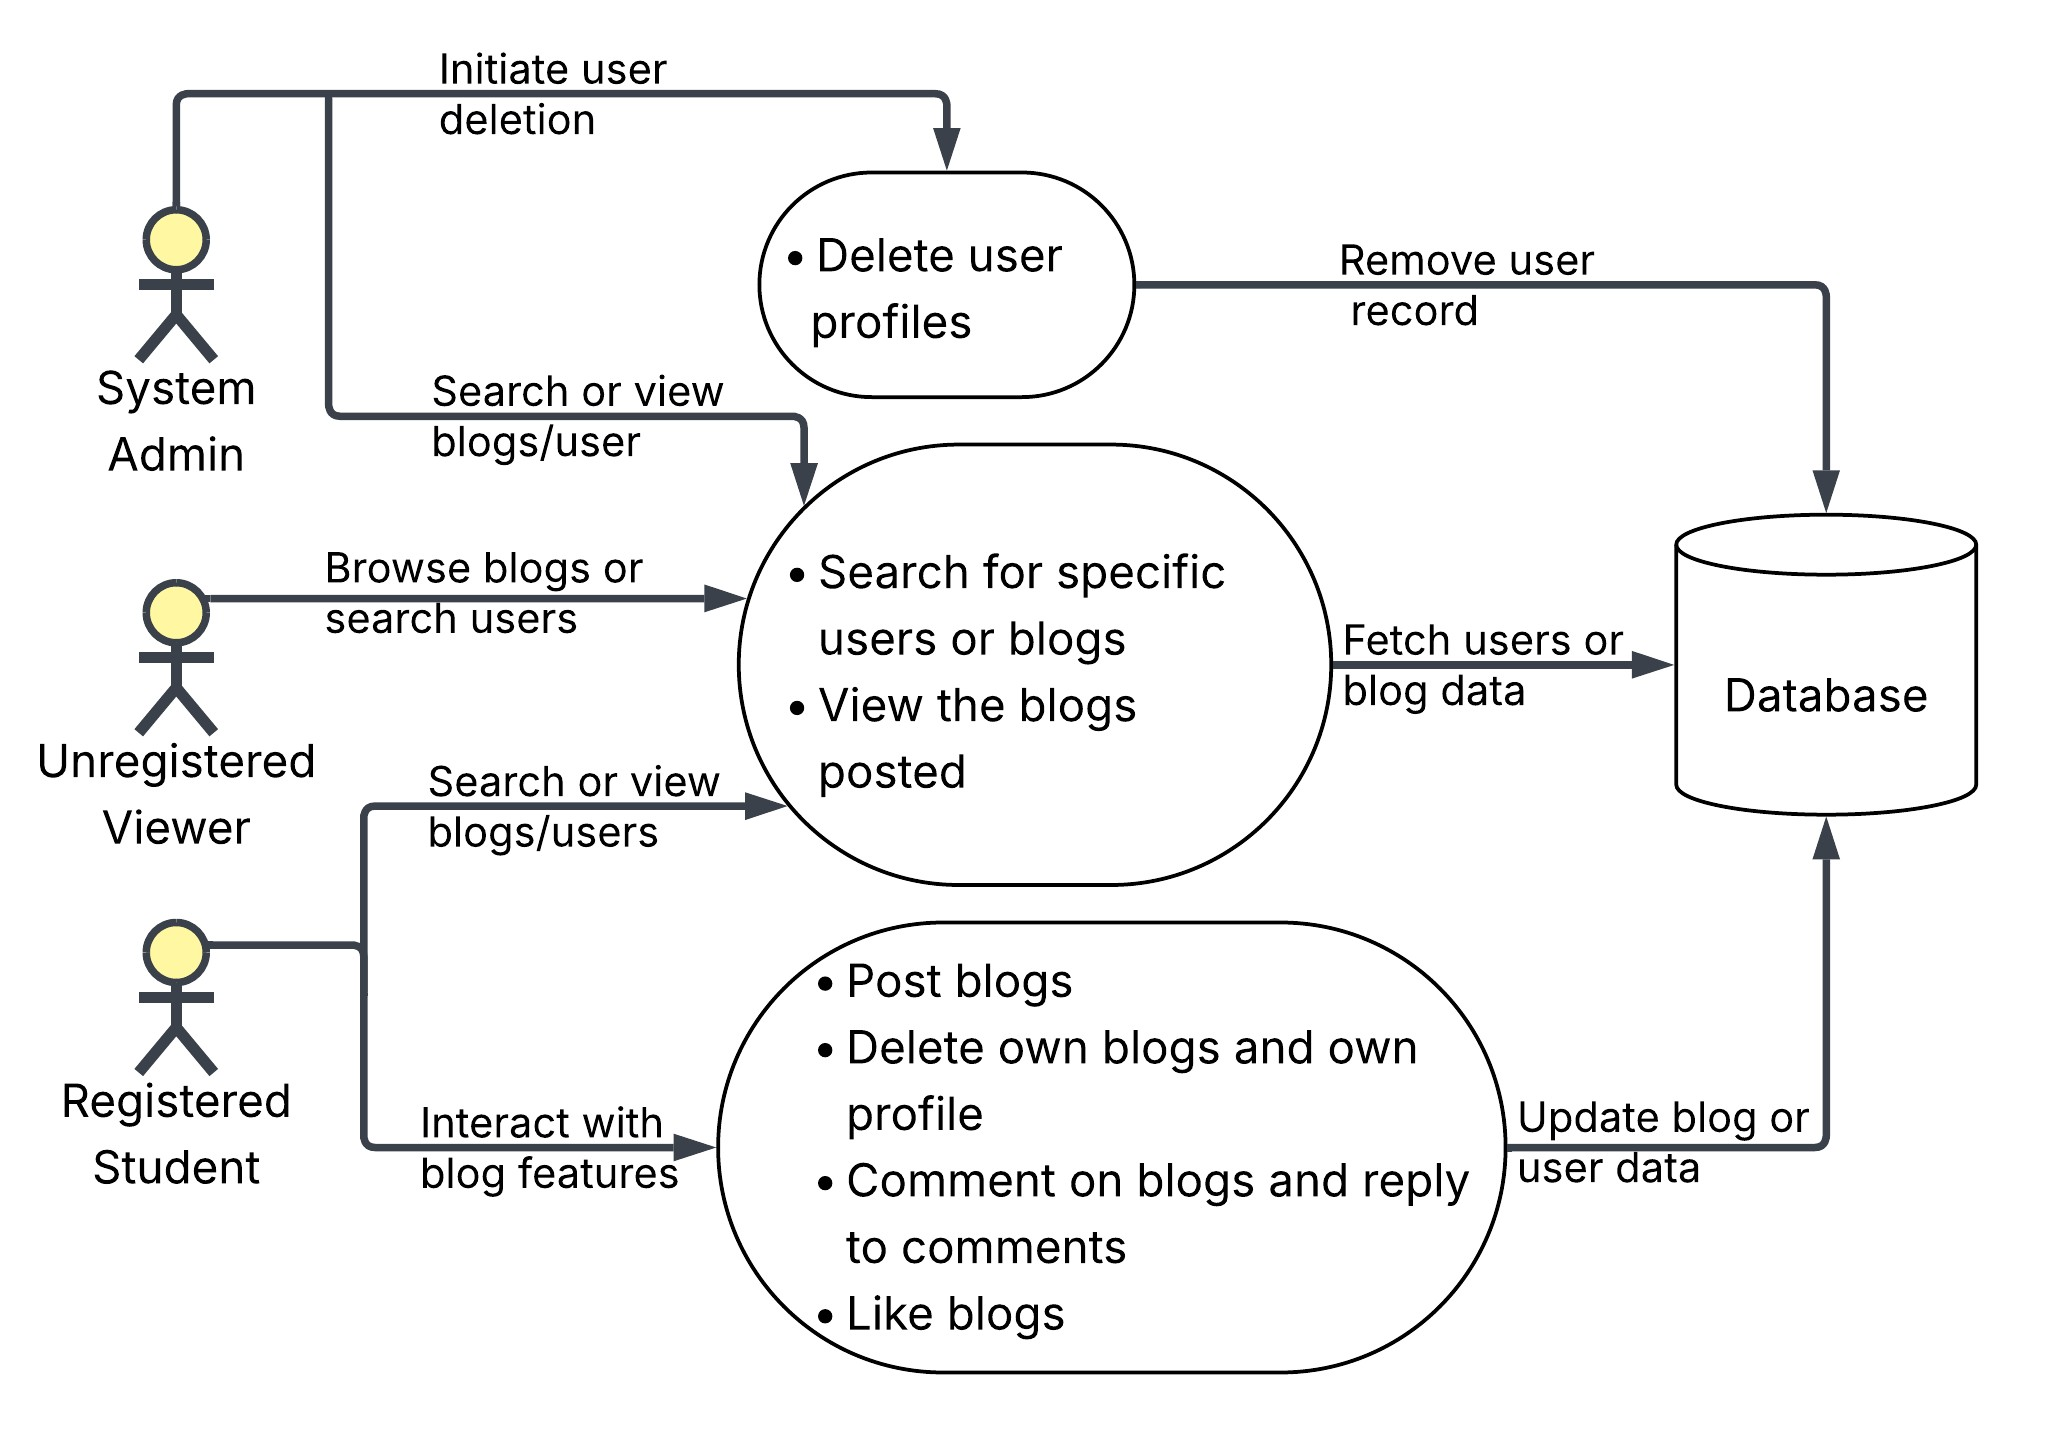 Initiate user
deletion
• Delete user
profiles
Remove user
record
System
Admin
Search or view
blogs/user
Browse blogs or
search users
Unregistered
Viewer
• Search for specific
users or blogs
• View the blogs
posted
Fetch users or
blog data
Database
Search or view
blogs/users
Registered
Student
Interact with
blog features
• Post blogs
• Delete own blogs and own
profile
• Comment on blogs and reply
to comments
• Like blogs
Update blog or
user data